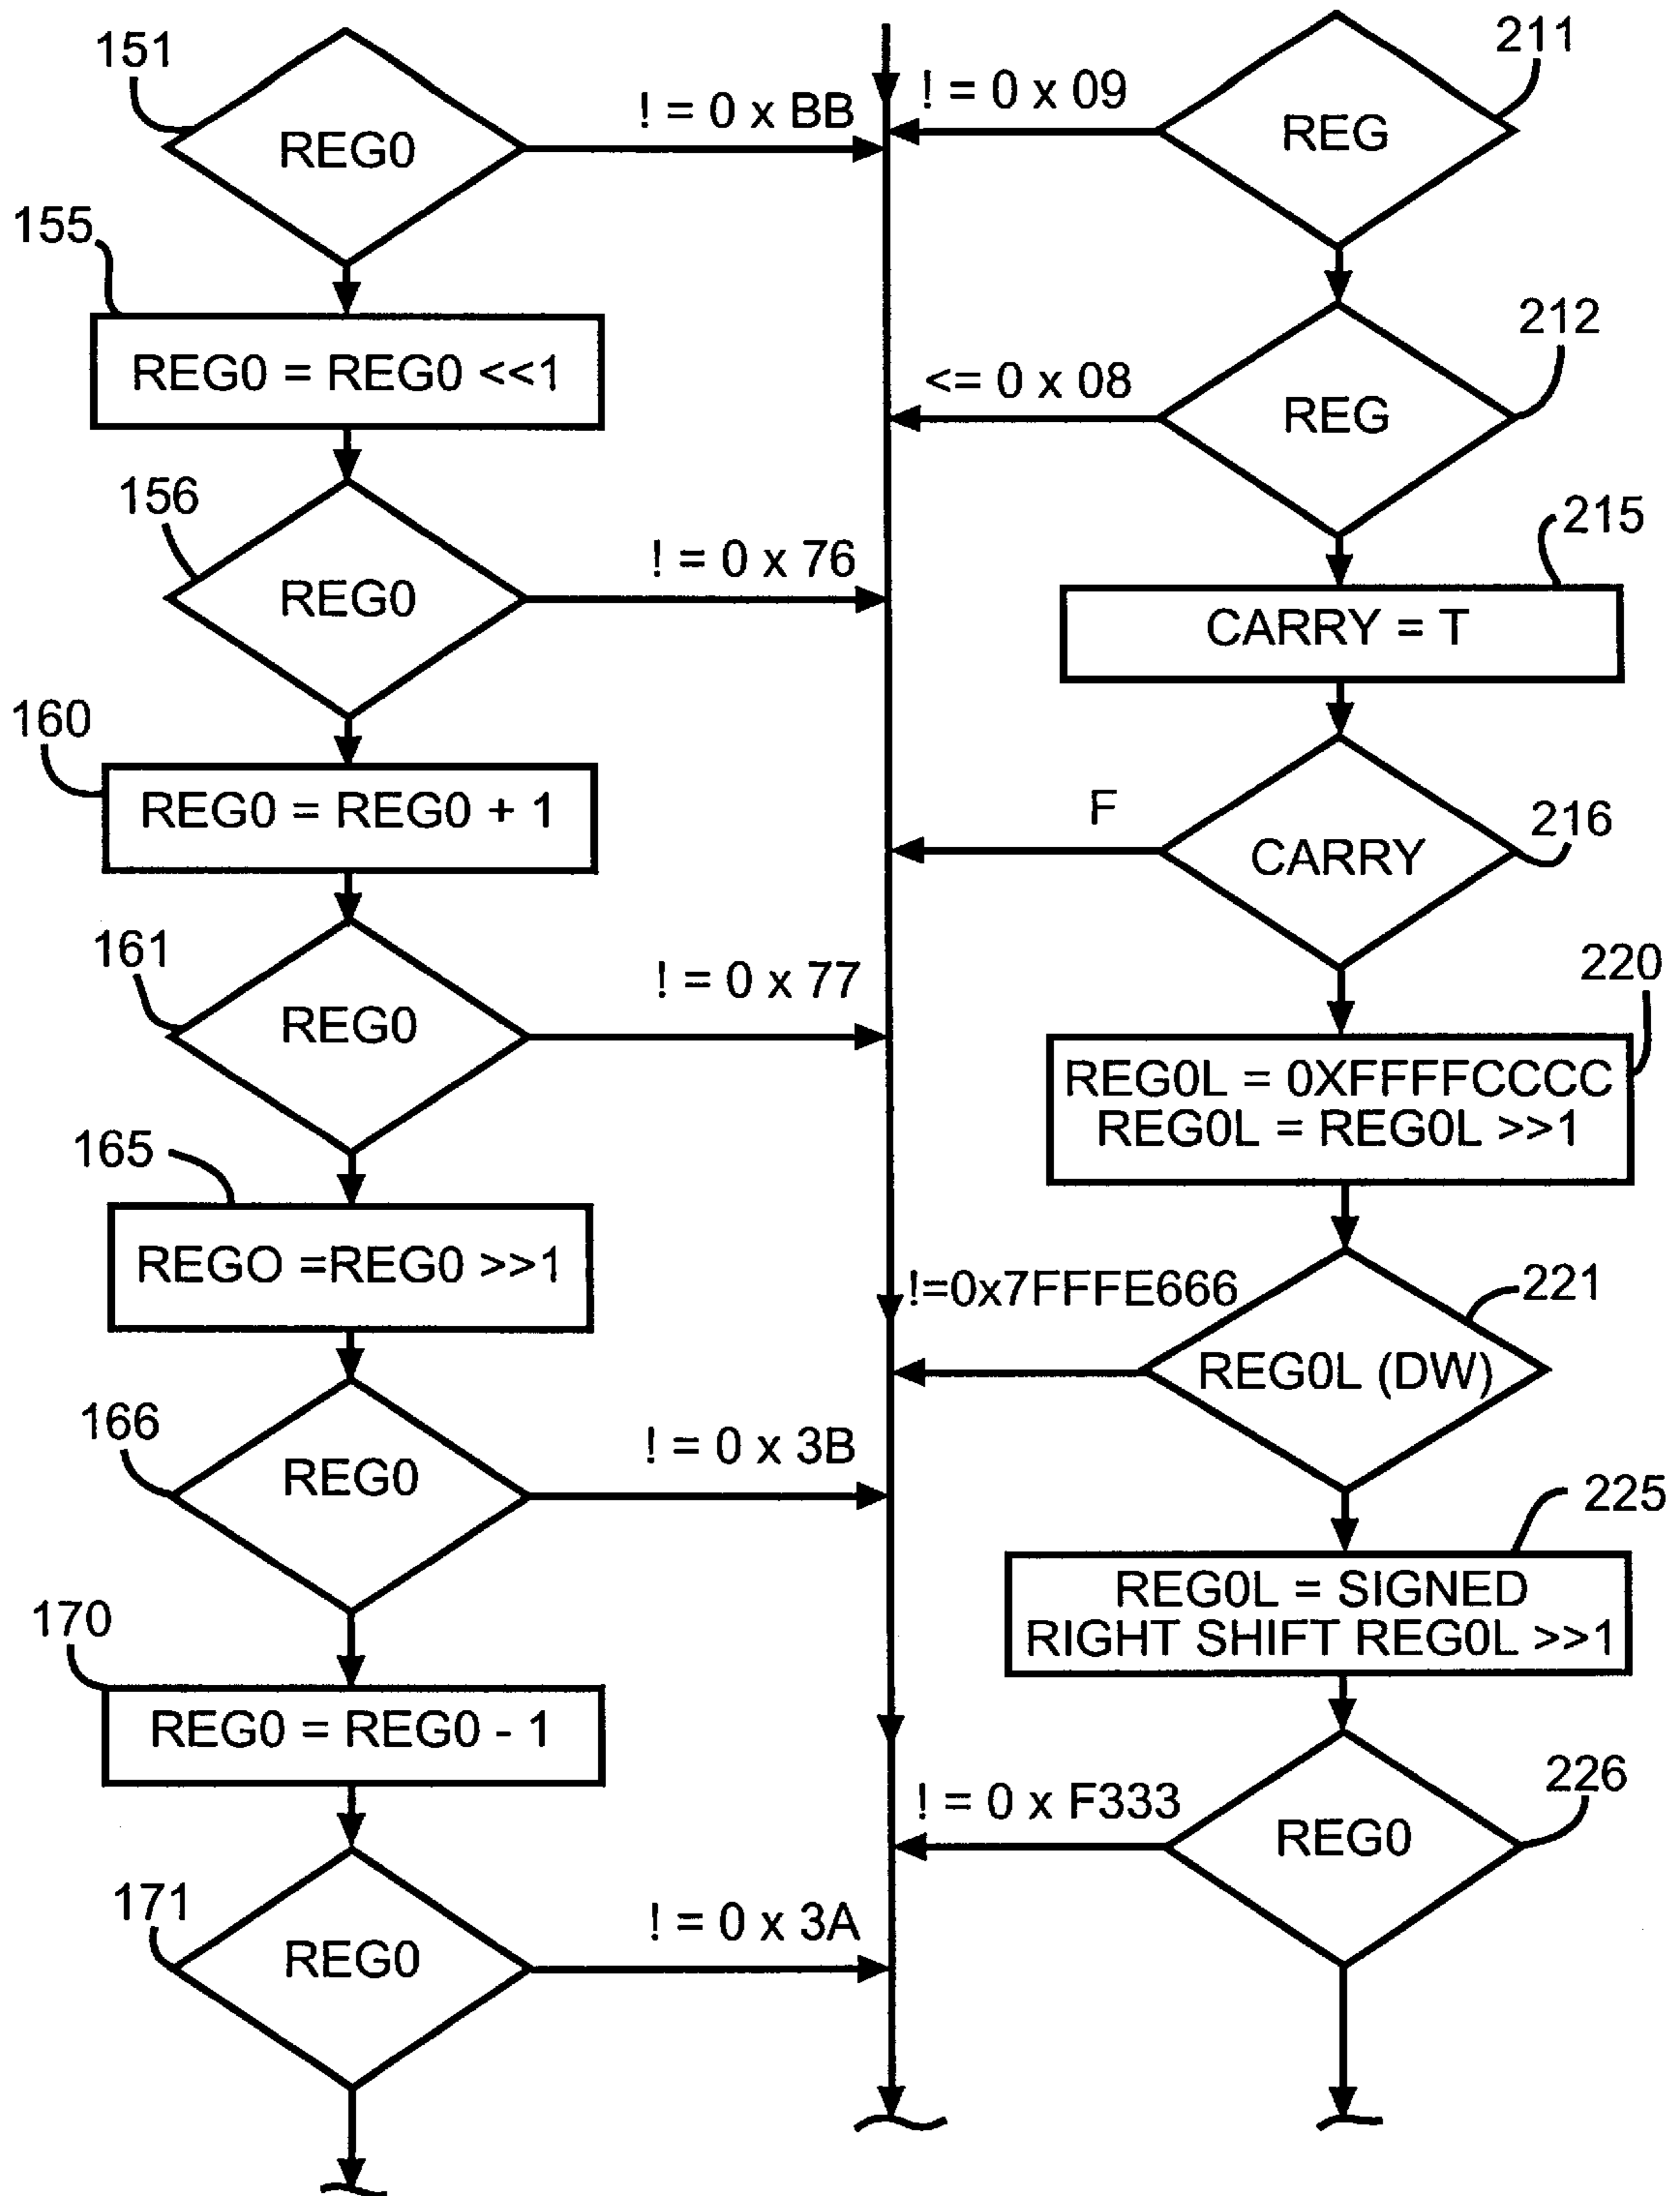 151
REG0
! = 0 x BB
155
REG0 = REG0 <<1
156
REG0
! = 0 x 76
160
REG0 = REG0 + 1
161
REG0
! = 0 x 77
165
REGO =REG0 >>1
166
REG0
! = 0 x 3B
170
REG0 = REG0 - 1
171
REG0
! = 0 x 3A
211
! = 0 x 09
REG
212
<= 0 x 08
REG
215
CARRY = T
F
216
CARRY
220
REG0L = 0XFFFFCCCC
REG0L = REG0L >>1
!=0x7FFFE666
221
REG0L (DW)
225
REG0L = SIGNED
RIGHT SHIFT REG0L >>1
! = 0 x F333
226
REG0